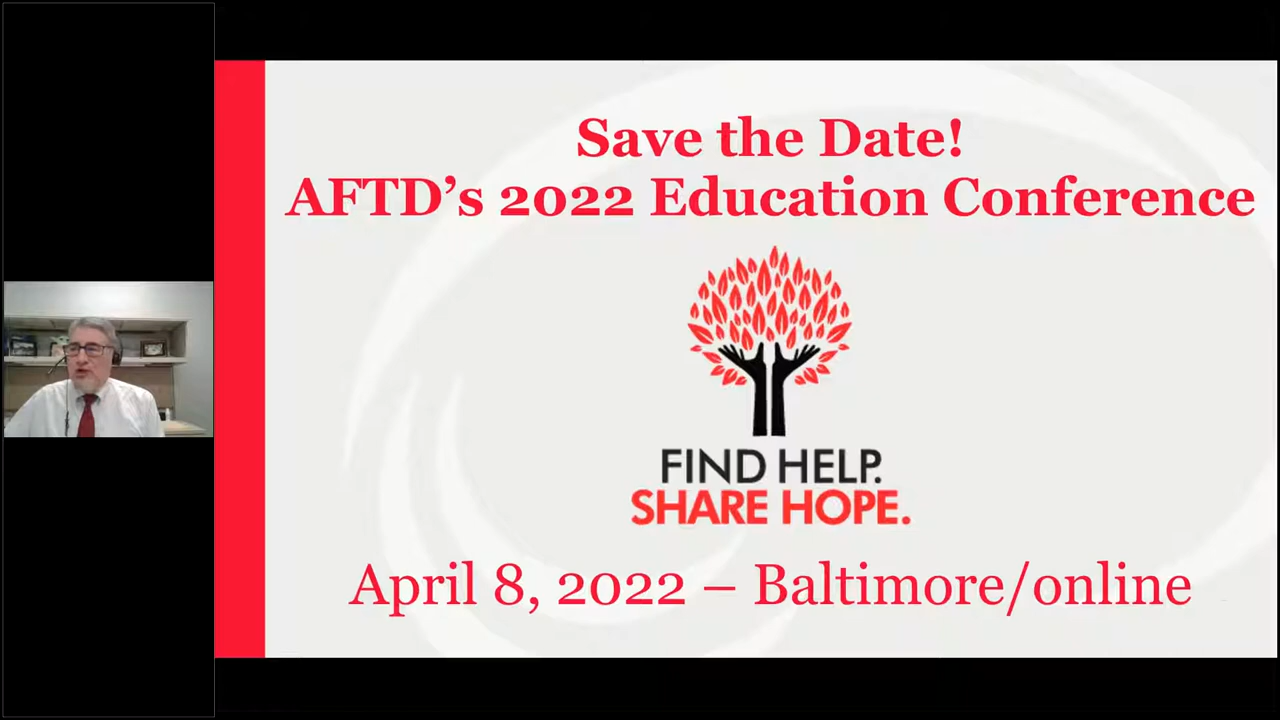 Save the Date!
AFTD’s 2022 Education Conference
FIND HELP.
SHARE HOPE.
April 8, 2022 – Baltimore/online